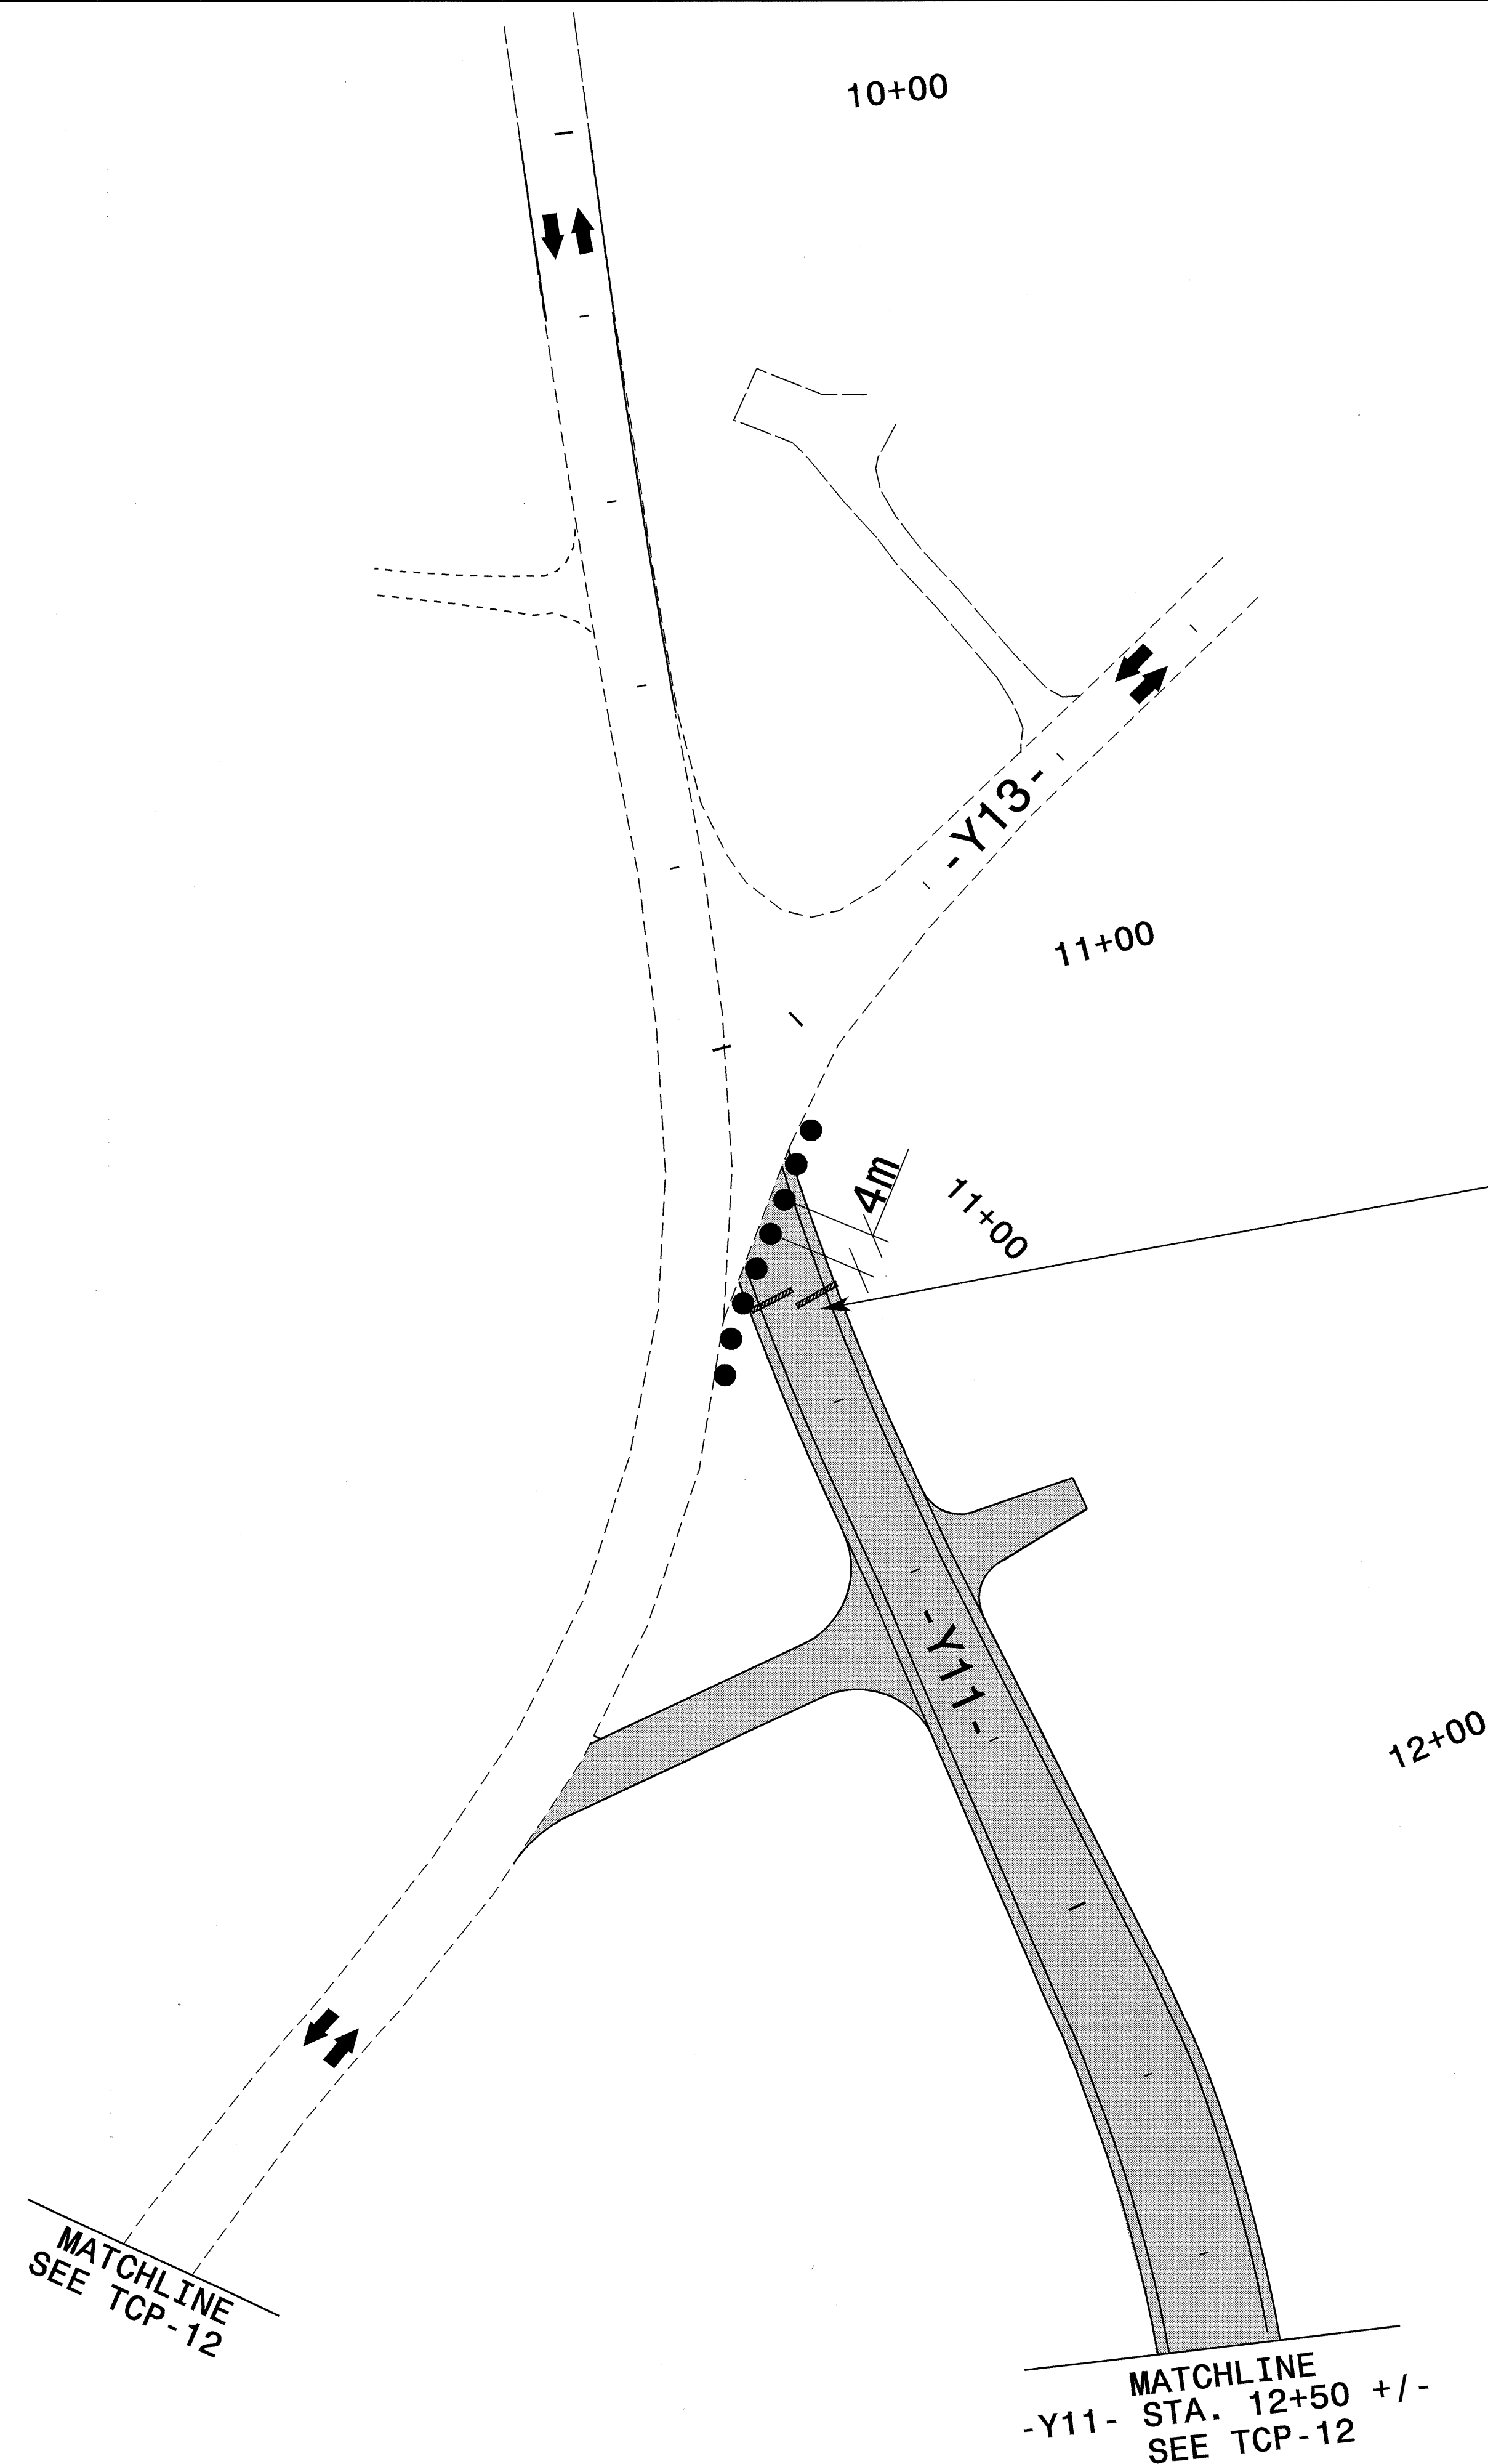 10+00
-Y13-
11+00
4m
11+00
-Y11-
12+00
MATCHLINE
SEE TCP-12
MATCHLINE
-Y11- STA. 12+50 +/-
SEE TCP-12